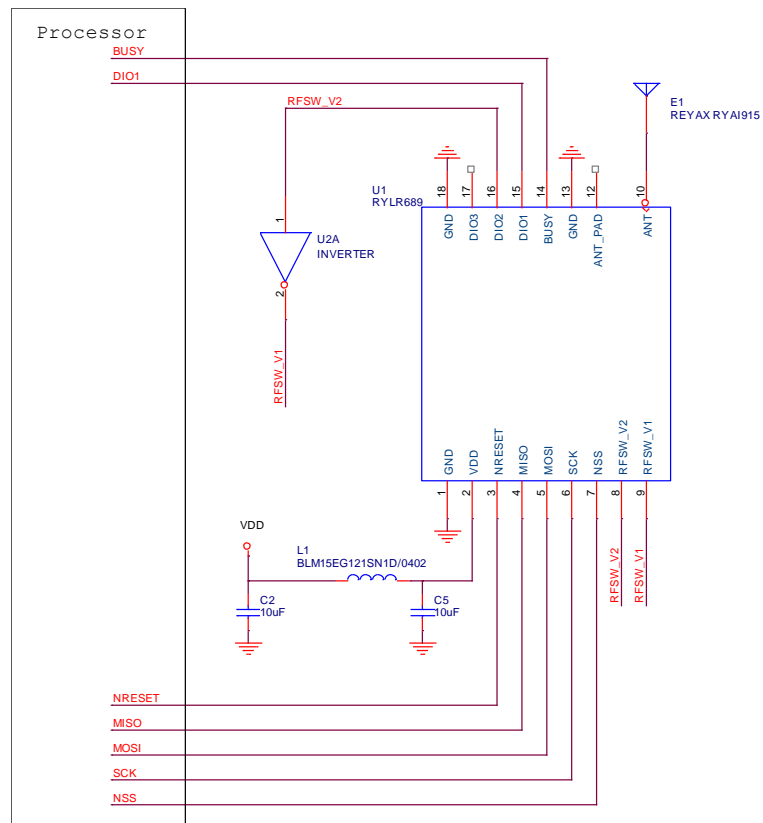 Processor
BUSY
DIO1
RFSW_V2
E1
REYAX RYAI915
U1
RYLR689
18
17
16
15
14
13
12
10
GND
DIO3
DIO2
DIO1
BUSY
GND
ANT_PAD
ANT
1
U2A
INVERTER
2
RFSW_V1
GND
VDD
NRESET
MISO
MOSI
SCK
NSS
RFSW_V2
RFSW_V1
1
2
3
4
5
6
7
8
9
VDD
L1
BLM15EG121SN1D/0402
RFSW_V2
RFSW_V1
C2
10uF
C5
10uF
NRESET
MISO
MOSI
SCK
NSS